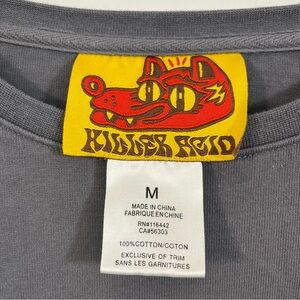 KILLER ACID
M
MADE IN CHINA
FABRIQUE EN CHINE
RN#116442
CA#56303
100%COTTON/COTON
EXCLUSIVE OF TRIM
SANS LES GARNITURES